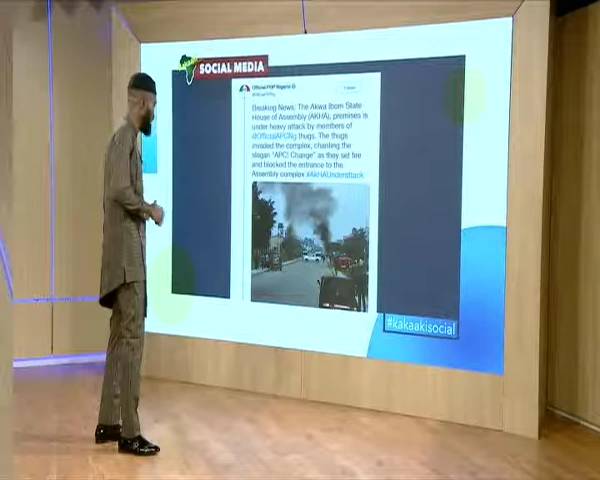 SOCIAL MEDIA
Official PDP Nigeria
Breaking News: The Akwa Ibom State
House of Assembly (AKHA), premises is
under heavy attack by members of
@OfficialAPCNg thugs. The thugs
invaded the complex, chanting the
slogan "APC! Change" as they set fire
and blocked the entrance to the
Assembly complex #AkHAUnderattack
#kakaakisocial